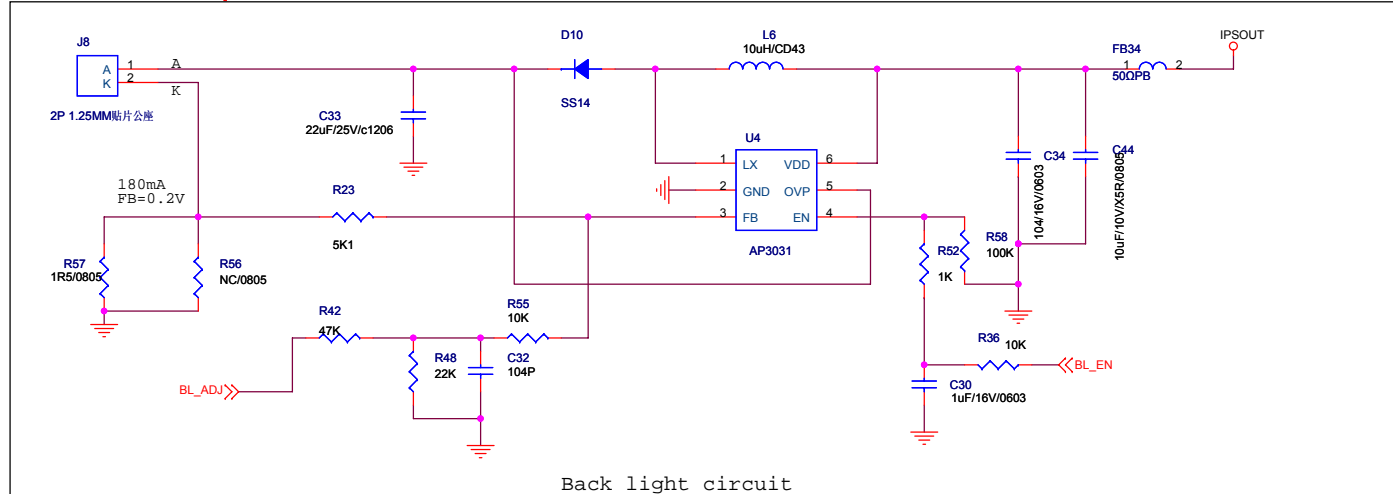 J8
A 1 A
K 2 K
2P 1.25MM贴片公座
D10
SS14
L6
10uH/CD43
FB34
1 2
50ΩPB
IPSOUT
C33
22uF/25V/c1206
U4
1 LX VDD 6
2 GND OVP 5
3 FB EN 4
AP3031
C34
104/16V/0603
C44
10uF/10V/X5R/0805
180mA
FB=0.2V
R23
5K1
R57
1R5/0805
R56
NC/0805
R52
1K
R58
100K
R42
47K
R55
10K
R48
22K
C32
104P
BL_ADJ
R36
10K
BL_EN
C30
1uF/16V/0603
Back light circuit